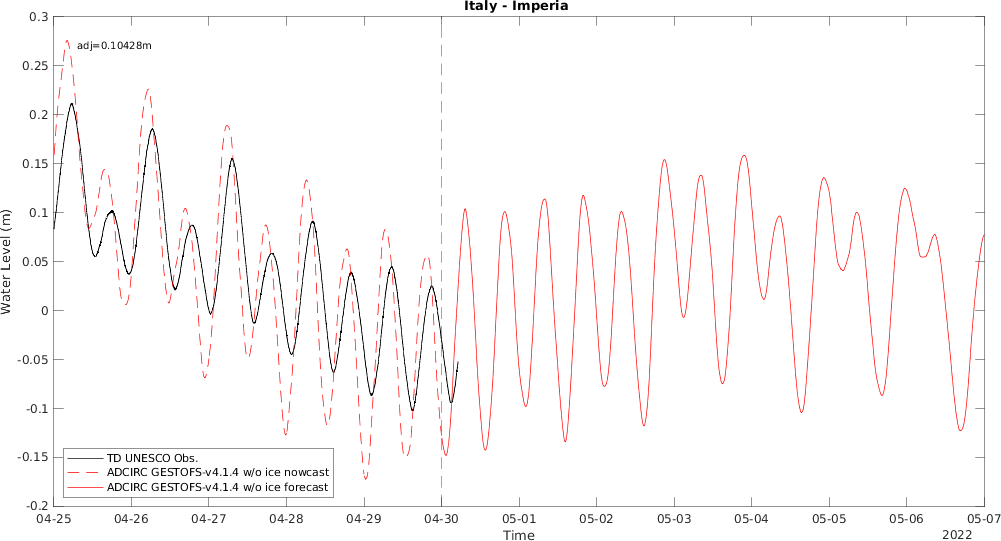 Italy - Imperia
adj=0.10428m
0.3
0.25
0.2
0.15
0.1
0.05
0
-0.05
-0.1
-0.15
-0.2
Water Level (m)
TD UNESCO Obs.
ADCIRC GESTOFS-v4.1.4 w/o ice nowcast
ADCIRC GESTOFS-v4.1.4 w/o ice forecast
04-25 04-26 04-27 04-28 04-29 04-30 05-01 05-02 05-03 05-04 05-05 05-06 05-07
Time
2022